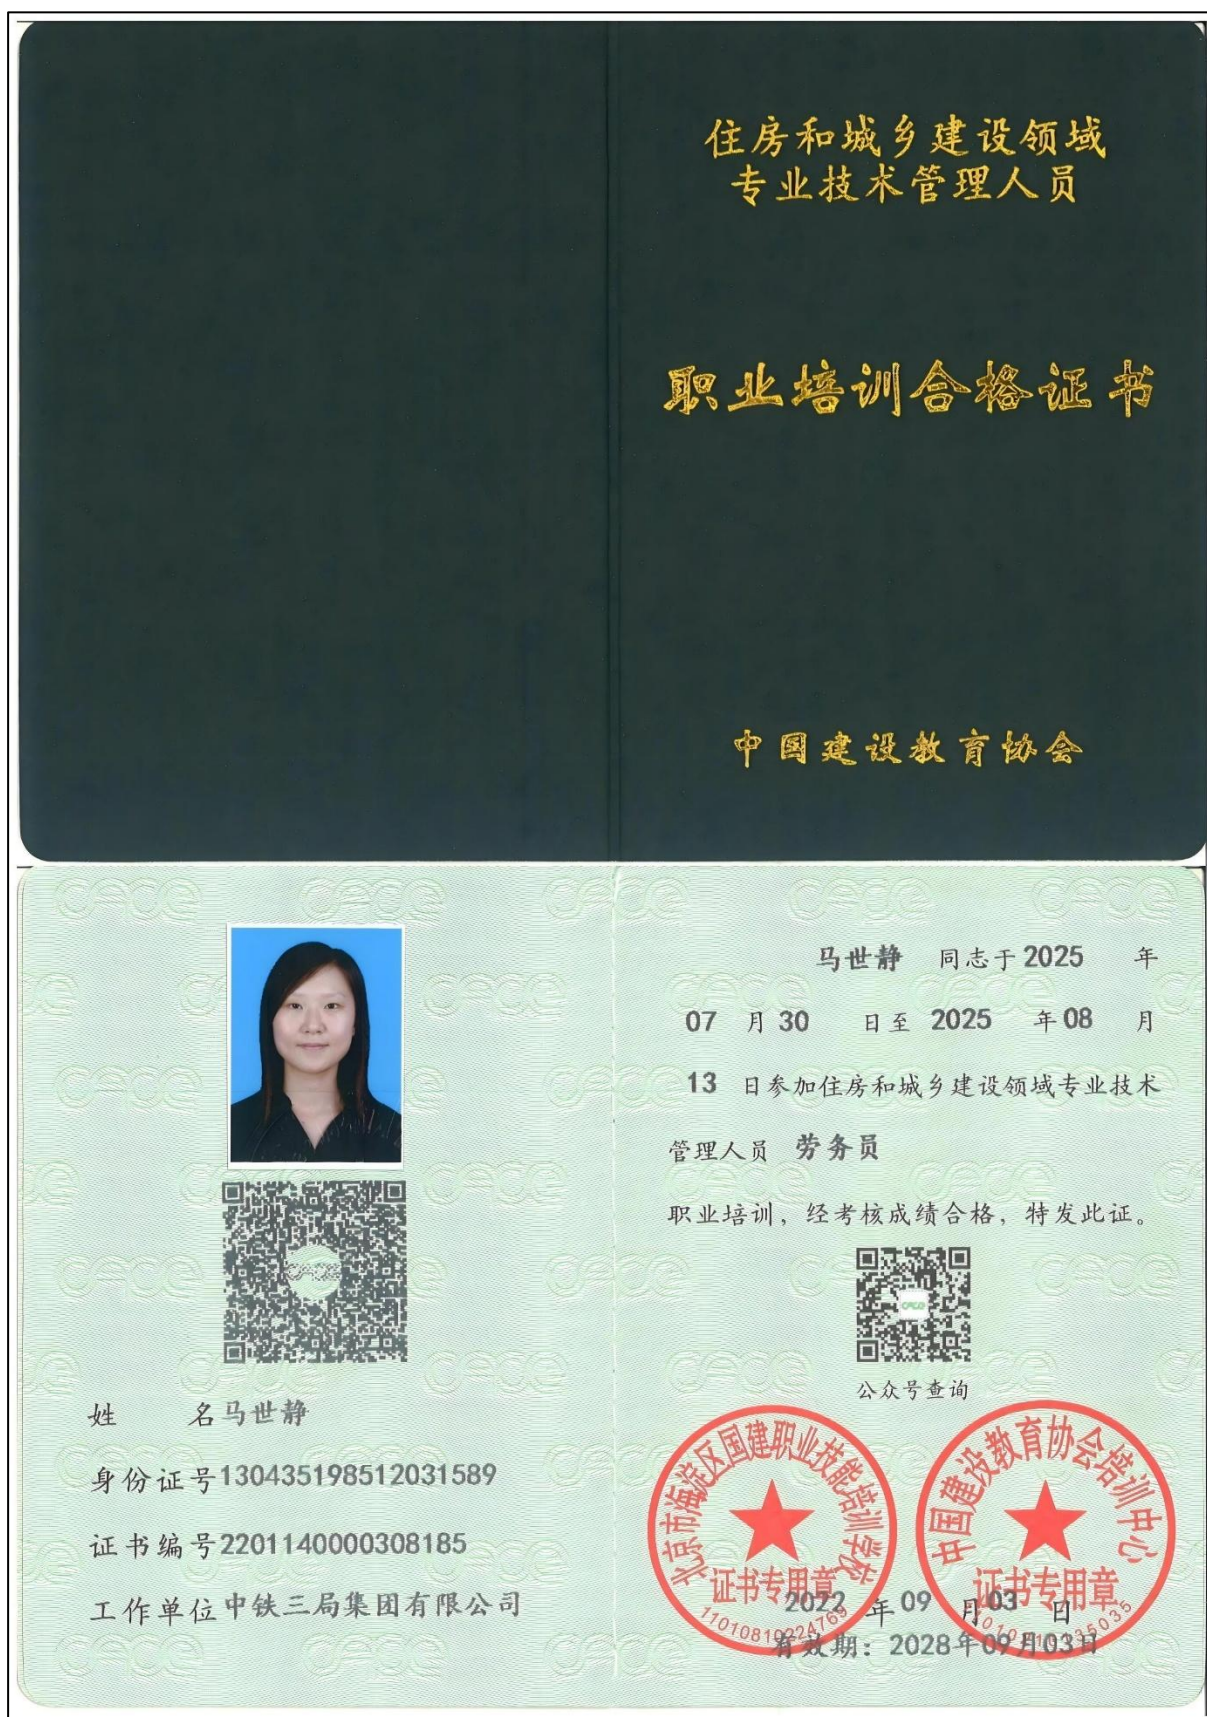 住房和城乡建设领域
专业技术管理人员
职业培训合格证书
中国建设教育协会
马世静 同志于 2025 年
07 月 30 日至 2025 年 08 月
13 日参加住房和城乡建设领域专业技术
管理人员 劳务员
职业培训，经考核成绩合格，特发此证。
公众号查询
姓 名 马世静
身份证号 130435198512031589
证书编号 2201140000308185
工作单位 中铁三局集团有限公司
北京市海淀区国建职业技能培训学校
证书专用章
中国建设教育协会培训中心
证书专用章
2022 年 09 月 03 日
有效期：2028年09月03日